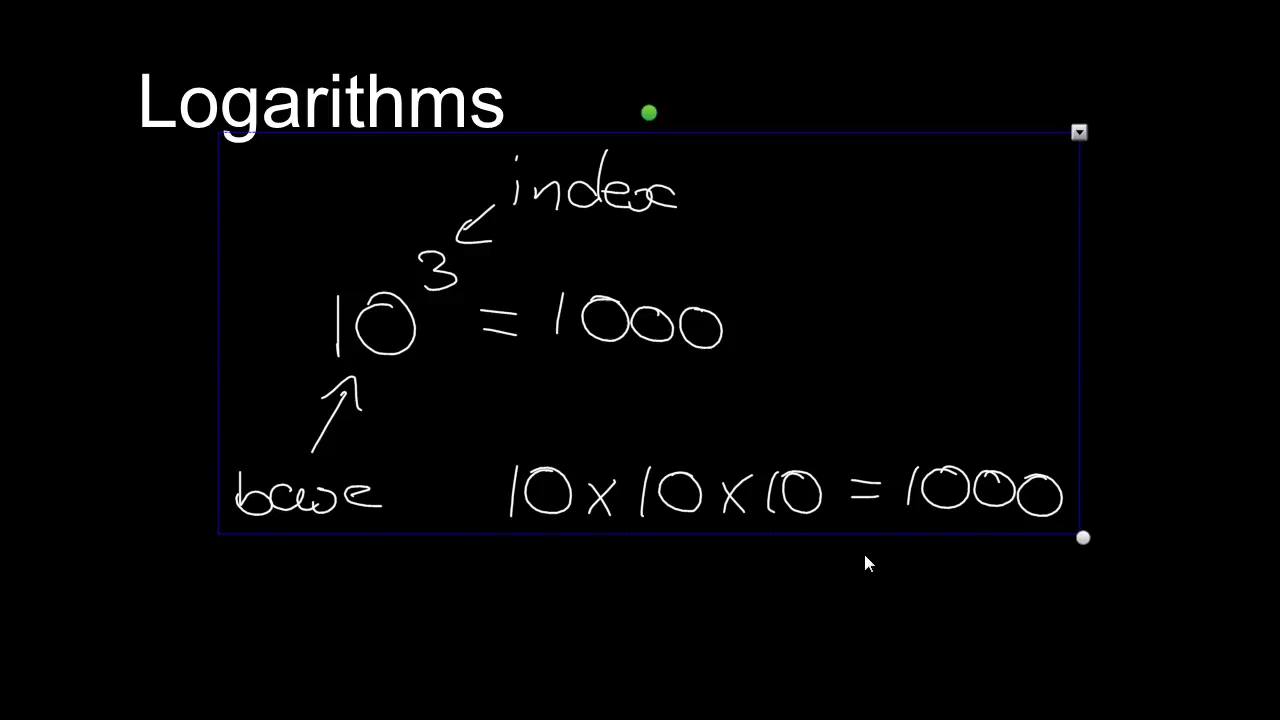 Logarithms
index
10³ = 1000
base
10 x 10 x 10 = 1000